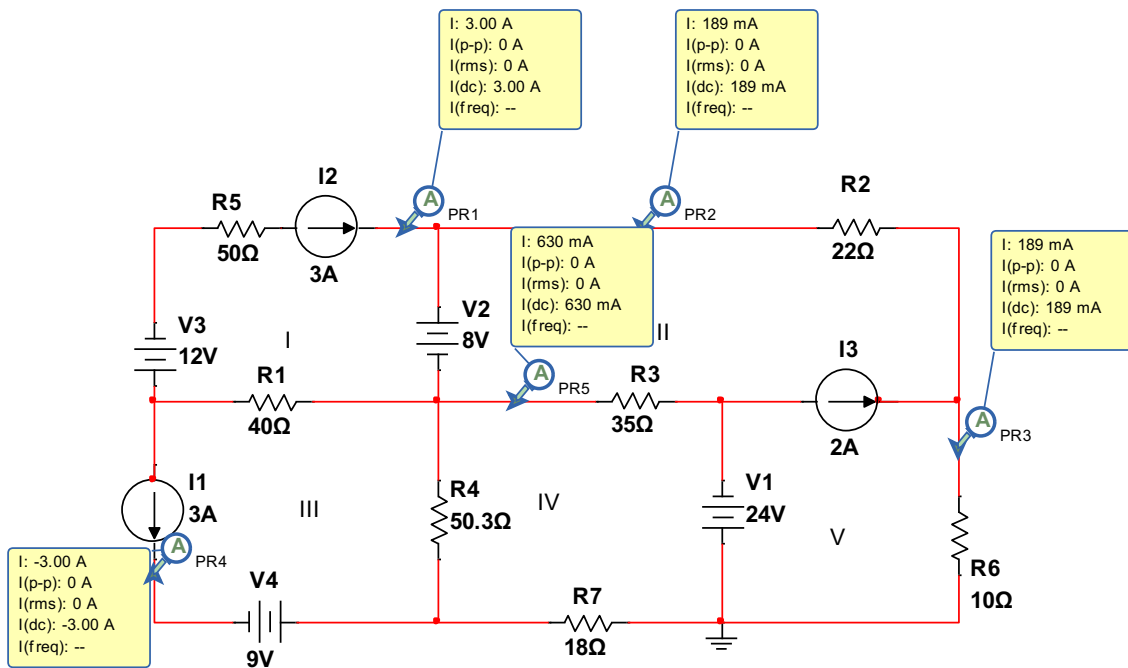 I: 3.00 A
I(p-p): 0 A
I(rms): 0 A
I(dc): 3.00 A
I(freq): --
I: 189 mA
I(p-p): 0 A
I(rms): 0 A
I(dc): 189 mA
I(freq): --
A
PR1
A
PR2
R5
50Ω
I2
3A
R2
22Ω
I: 630 mA
I(p-p): 0 A
I(rms): 0 A
I(dc): 630 mA
I(freq): --
I: 189 mA
I(p-p): 0 A
I(rms): 0 A
I(dc): 189 mA
I(freq): --
V3
12V
I
V2
8V
II
R1
40Ω
A
PR5
R3
35Ω
I3
2A
A
PR3
I1
3A
III
R4
50.3Ω
IV
V1
24V
V
R6
10Ω
A
PR4
I: -3.00 A
I(p-p): 0 A
I(rms): 0 A
I(dc): -3.00 A
I(freq): --
V4
9V
R7
18Ω